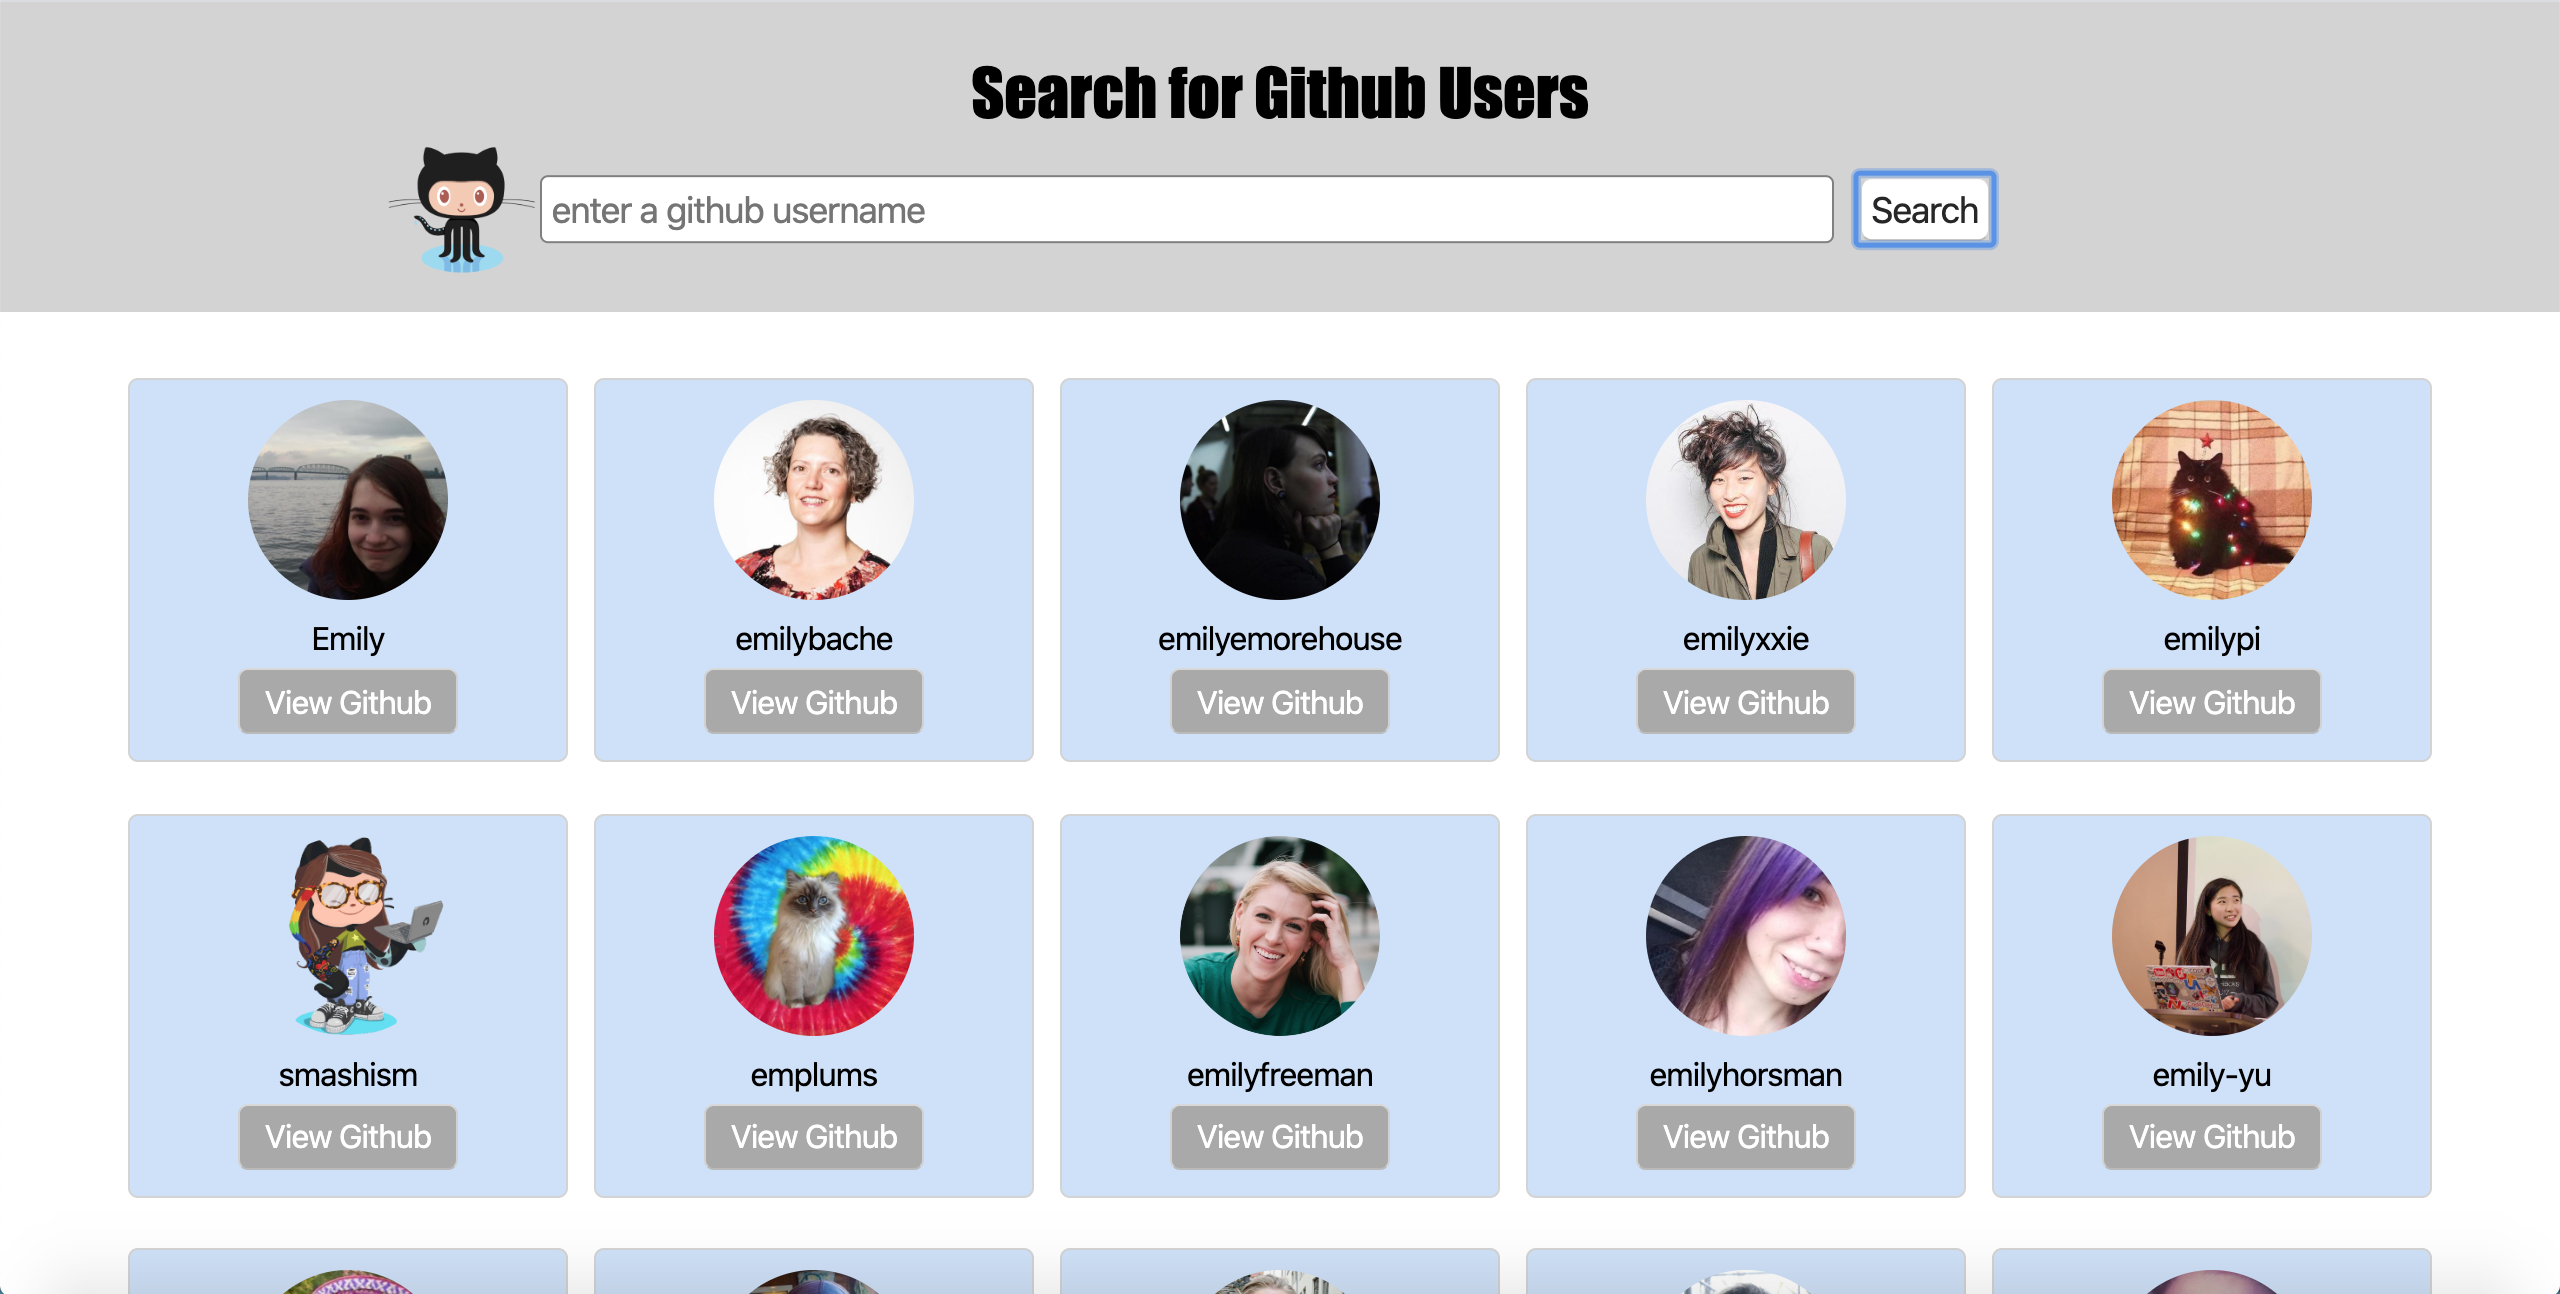 Search for Github Users
enter a github username
Search
Emily
emilybache
emilyemorehouse
emilyxxie
emilypi
View Github
View Github
View Github
View Github
View Github
smashism
emplums
emilyfreeman
emilyhorsman
emily-yu
View Github
View Github
View Github
View Github
View Github